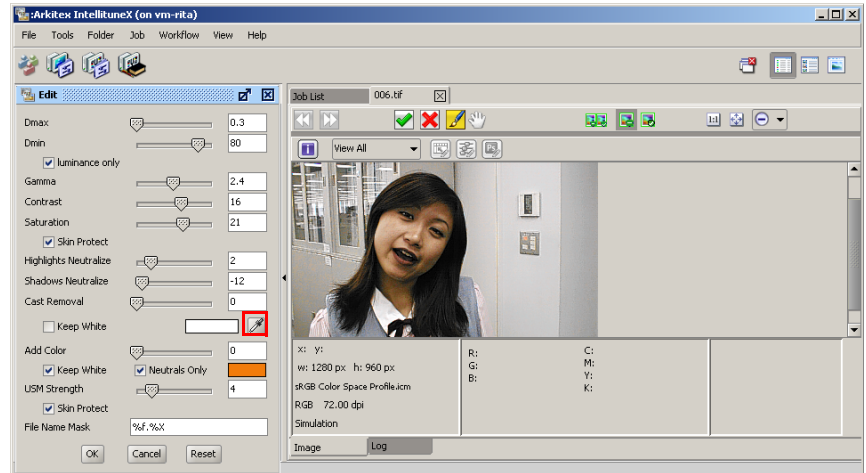 :Arkitex IntellituneX (on vm-rita)
File Tools Folder Job Workflow View Help
Edit
Dmax 0.3
Dmin 80
luminance only
Gamma 2.4
Contrast 16
Saturation 21
Skin Protect
Highlights Neutralize 2
Shadows Neutralize -12
Cast Removal 0
Keep White
Add Color 0
Keep White Neutrals Only
USM Strength 4
Skin Protect
File Name Mask %f.%X
OK Cancel Reset
Job List 006.tif
1:1
i View All
x: y:
w: 1280 px h: 960 px
sRGB Color Space Profile.icm
RGB 72.00 dpi
Simulation
R:
G:
B:
C:
M:
Y:
K:
Image Log